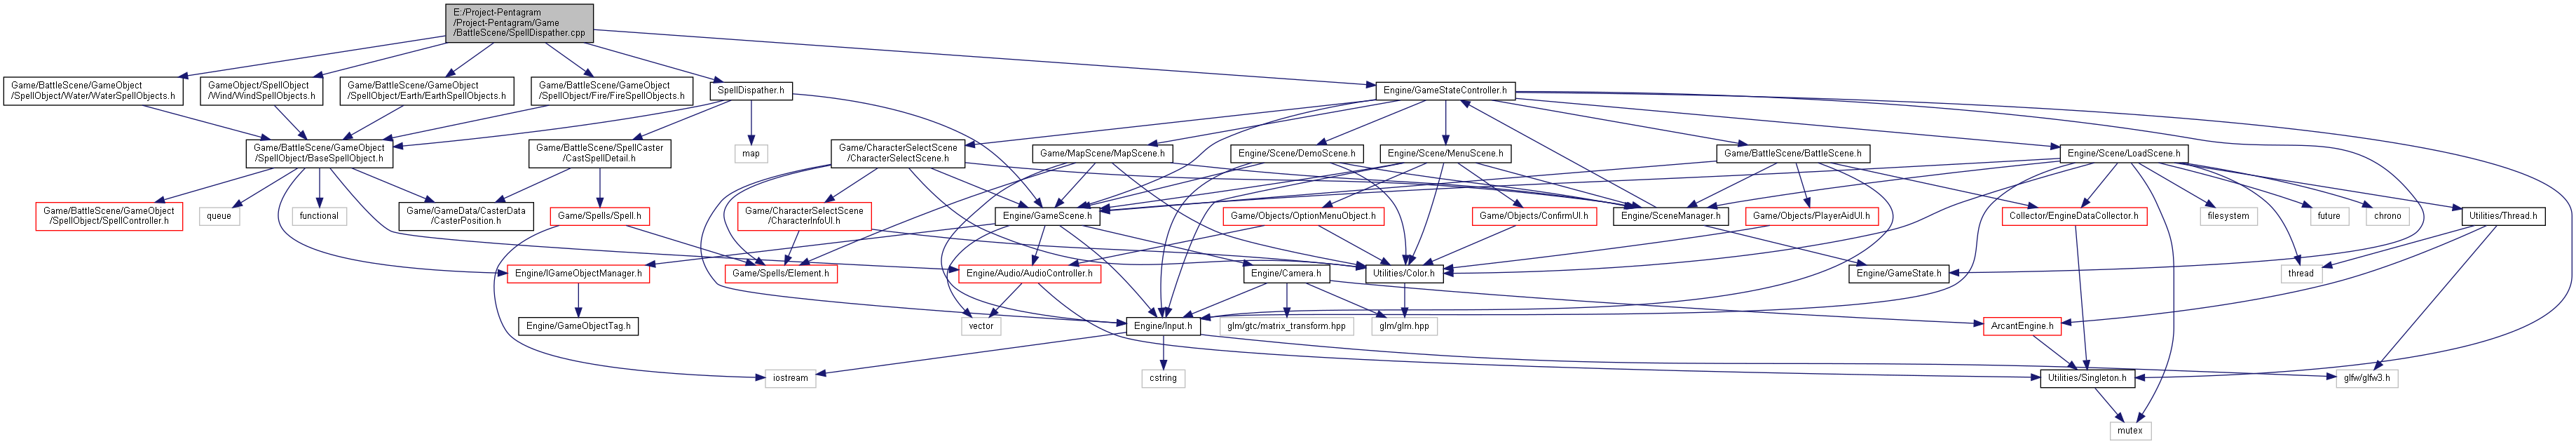 E:/Project-Pentagram
/Project-Pentagram/Game
/BattleScene/SpellDispather.cpp
Game/BattleScene/GameObject
/SpellObject/Water/WaterSpellObjects.h
GameObject/SpellObject
/Wind/WindSpellObjects.h
Game/BattleScene/GameObject
/SpellObject/Earth/EarthSpellObjects.h
Game/BattleScene/GameObject
/SpellObject/Fire/FireSpellObjects.h
SpellDispather.h
Engine/GameStateController.h
Game/BattleScene/GameObject
/SpellObject/BaseSpellObject.h
Game/BattleScene/SpellCaster
/CastSpellDetail.h
map
Game/CharacterSelectScene
/CharacterSelectScene.h
Game/MapScene/MapScene.h
Engine/Scene/DemoScene.h
Engine/Scene/MenuScene.h
Game/BattleScene/BattleScene.h
Engine/Scene/LoadScene.h
Game/BattleScene/GameObject
/SpellObject/SpellController.h
queue
functional
Game/GameData/CasterData
/CasterPosition.h
Game/Spells/Spell.h
Game/CharacterSelectScene
/CharacterInfoUI.h
Engine/GameScene.h
Game/Objects/OptionMenuObject.h
Game/Objects/ConfirmUI.h
Engine/SceneManager.h
Game/Objects/PlayerAidUI.h
Collector/EngineDataCollector.h
filesystem
future
chrono
Utilities/Thread.h
Engine/IGameObjectManager.h
Game/Spells/Element.h
Engine/Audio/AudioController.h
Engine/Camera.h
Utilities/Color.h
Engine/GameState.h
thread
Engine/GameObjectTag.h
vector
Engine/Input.h
glm/gtc/matrix_transform.hpp
glm/glm.hpp
ArcantEngine.h
iostream
cstring
Utilities/Singleton.h
glfw/glfw3.h
mutex